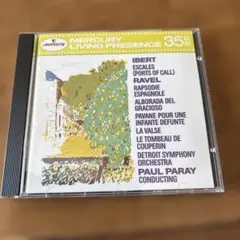 MERCURY
LIVING PRESENCE
35
IBERT
ESCALES
(PORTS OF CALL)
RAVEL
RAPSODIE
ESPAGNOLE
ALBORADA DEL
GRACIOSO
PAVANE POUR UNE
INFANTE DÉFUNTE
LA VALSE
LE TOMBEAU DE
COUPERIN
DETROIT SYMPHONY
ORCHESTRA
PAUL PARAY
CONDUCTING